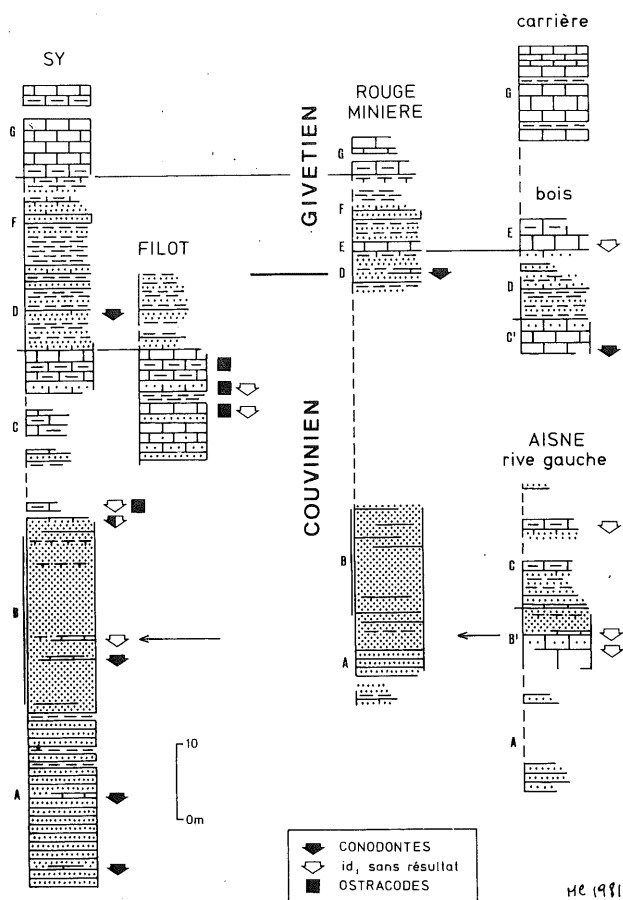 carrière
SY
ROUGE
MINIERE
GIVETIEN
G
G
G
bois
F
F
E
E
FILOT
D
D
D
C'
C
COUVINIEN
AISNE
rive gauche
B
B
C
B'
A
A
A
10
0m
CONODONTES
id, sans résultat
OSTRACODES
HC 1981